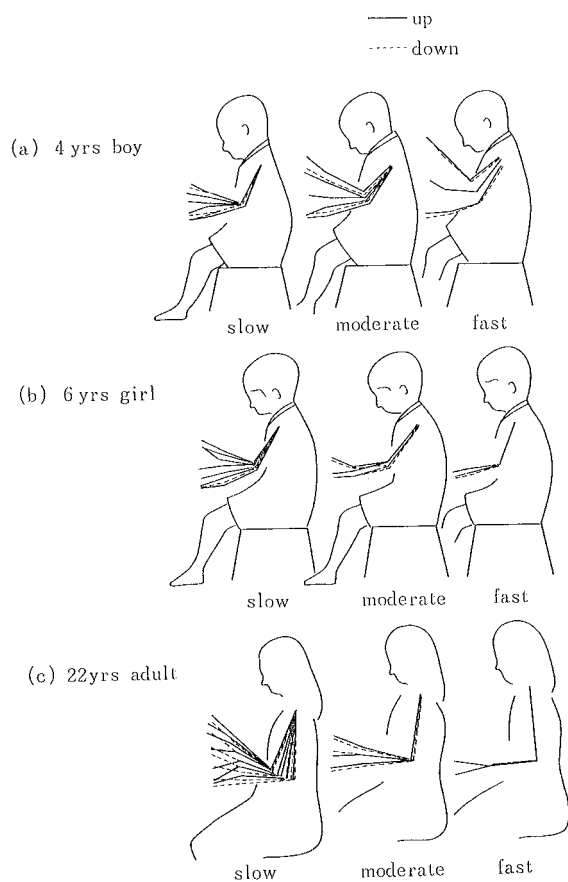 up
down
(a) 4 yrs boy
slow moderate fast
(b) 6 yrs girl
slow moderate fast
(c) 22yrs adult
slow moderate fast